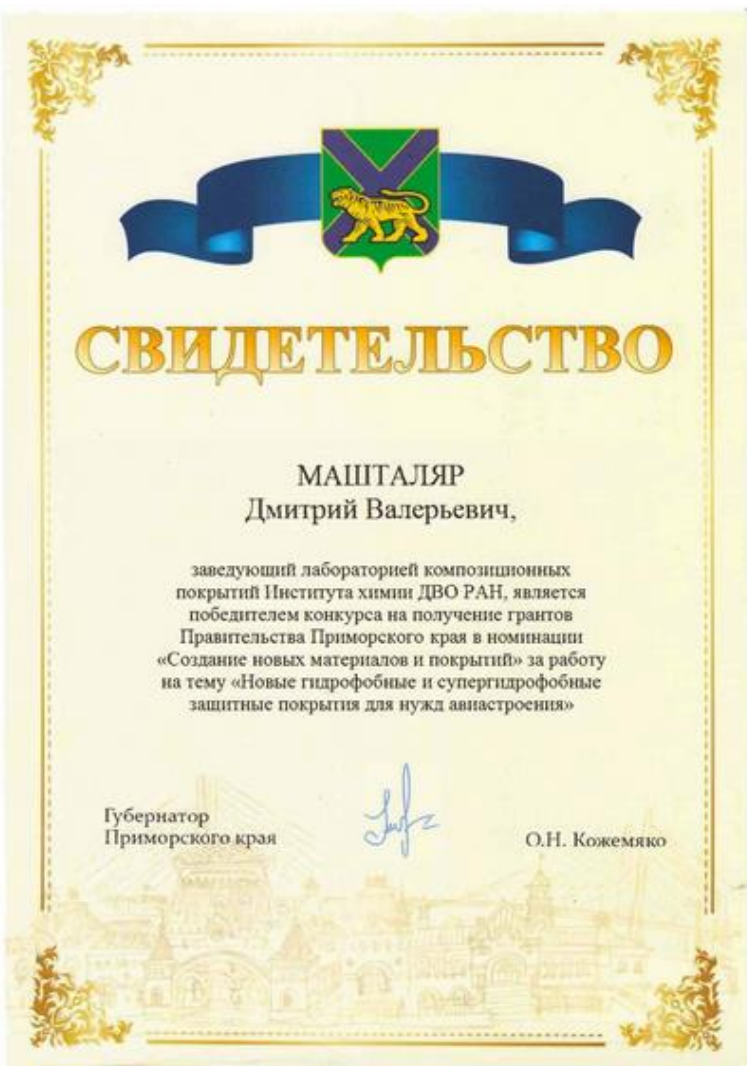 СВИДЕТЕЛЬСТВО
МАШТАЛЯР
Дмитрий Валерьевич,
заведующий лабораторией композиционных
покрытий Института химии ДВО РАН, является
победителем конкурса на получение грантов
Правительства Приморского края в номинации
«Создание новых материалов и покрытий» за работу
на тему «Новые гидрофобные и супергидрофобные
защитные покрытия для нужд авиастроения»
Губернатор
Приморского края
О.Н. Кожемяко